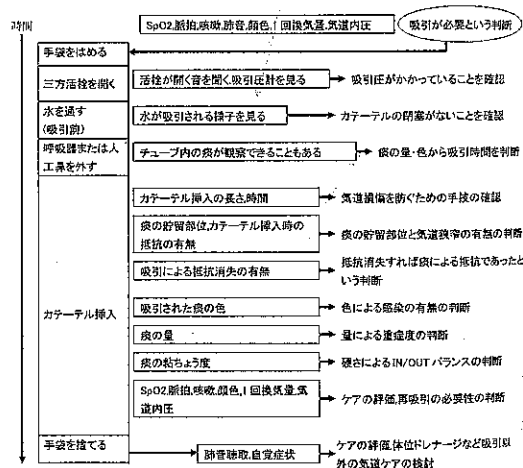 時間
SpO2,脈拍,咳嗽,肺音,顔色,1回換気量,気道内圧
吸引が必要という判断
手袋をはめる
三方活栓を開く
活栓が開く音を聞く,吸引圧計を見る
吸引圧がかかっていることを確認
水を通す
(吸引前)
水が吸引される様子を見る
カテーテルの閉塞がないことを確認
呼吸器または人
工鼻を外す
チューブ内の痰が観察できることもある
痰の量・色から吸引時間を判断
カテーテル挿入
カテーテル挿入の長さ,時間
気道損傷を防ぐための手技の確認
痰の貯留部位,カテーテル挿入時の
抵抗の有無
痰の貯留部位と気道狭窄の有無の判断
吸引による抵抗消失の有無
抵抗消失すれば痰による抵抗であったと
いう判断
吸引された痰の色
色による感染の有無の判断
痰の量
量による重症度の判断
痰の粘ちょう度
硬さによるIN/OUTバランスの判断
SpO2,脈拍,咳嗽,顔色,1回換気量,気
道内圧
ケアの評価,再吸引の必要性の判断
手袋を捨てる
肺音聴取,自覚症状
ケアの評価,体位ドレナージなど吸引以
外の気道ケアの検討